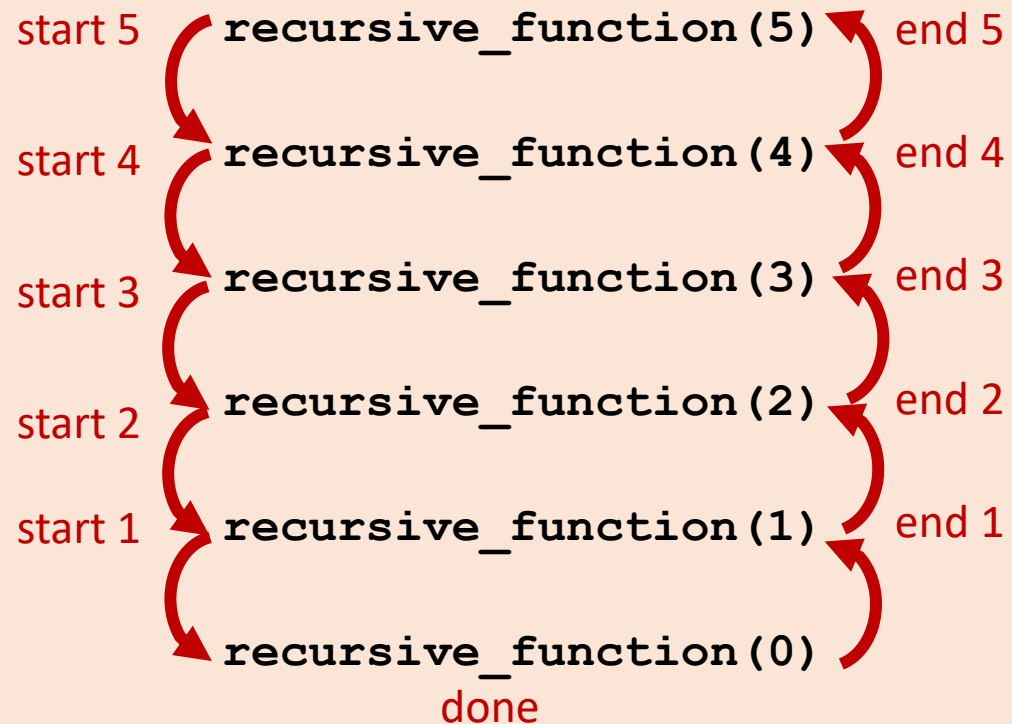 start 5 recursive_function(5) end 5
start 4 recursive_function(4) end 4
start 3 recursive_function(3) end 3
start 2 recursive_function(2) end 2
start 1 recursive_function(1) end 1
recursive_function(0)
done